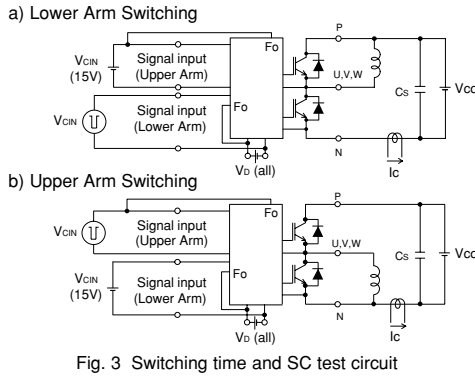 a) Lower Arm Switching
P
Fo
VCIN
(15V)
Signal input
(Upper Arm)
U,V,W
CS
VCC
VCIN
Signal input
(Lower Arm)
Fo
N
VD (all)
Ic
b) Upper Arm Switching
P
Fo
VCIN
Signal input
(Upper Arm)
U,V,W
CS
VCC
VCIN
(15V)
Signal input
(Lower Arm)
Fo
N
VD (all)
Ic
Fig. 3 Switching time and SC test circuit